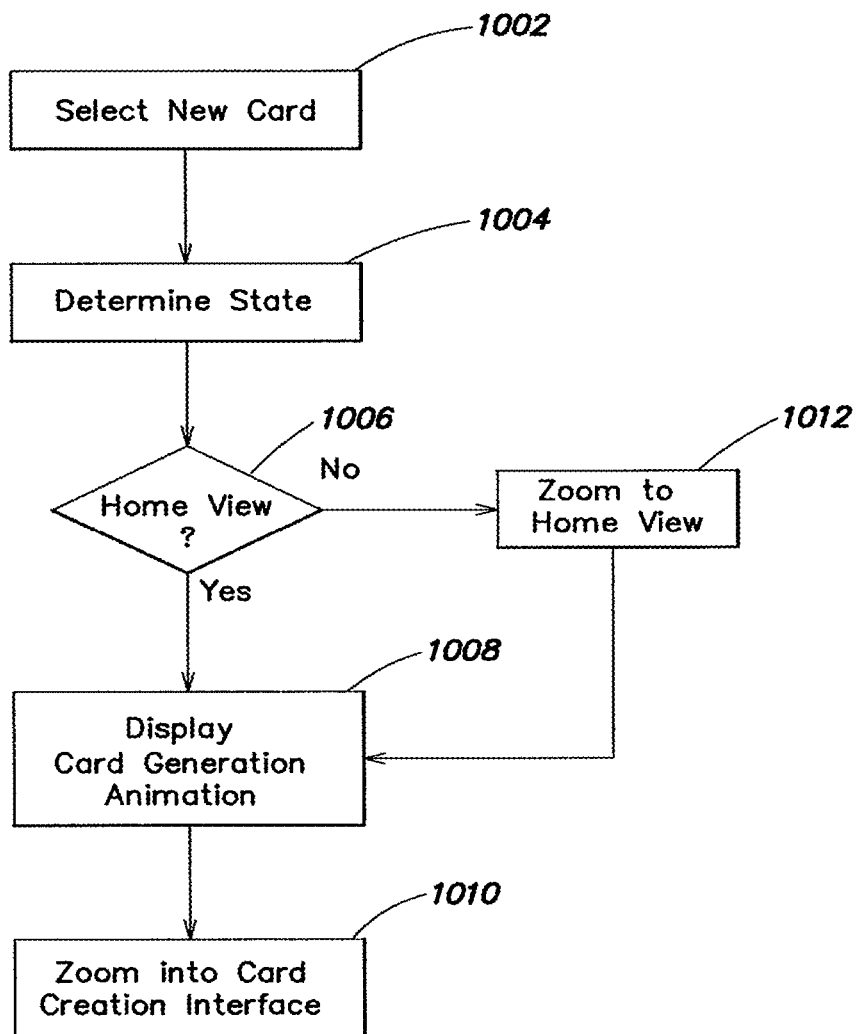 1002
Select New Card
1004
Determine State
1006
Home View
?
No
1012
Zoom to
Home View
Yes
1008
Display
Card Generation
Animation
1010
Zoom into Card
Creation Interface